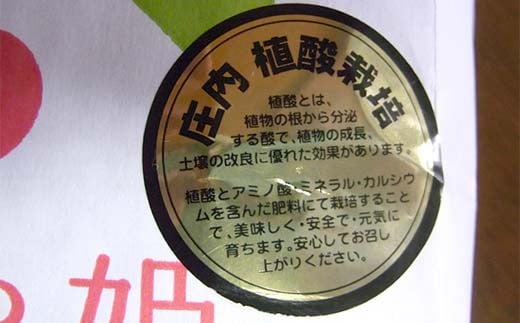 庄内 植酸栽培
植酸とは、
植物の根から分泌
する酸で、植物の成長、
土壌の改良に優れた効果があります。
植酸とアミノ酸・ミネラル・カルシウ
ムを含んだ肥料にて栽培すること
で、美味しく・安全で・元気に
育ちます。安心してお召し
上がりください。
姫